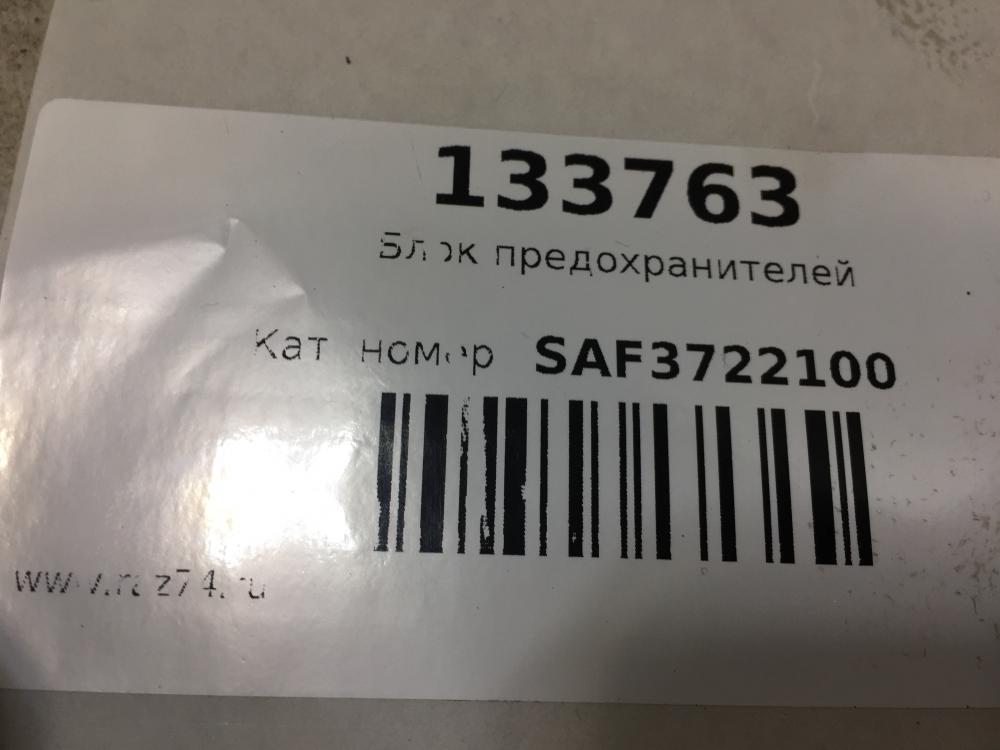 133763
Блок предохранителей
Кат номер SAF3722100